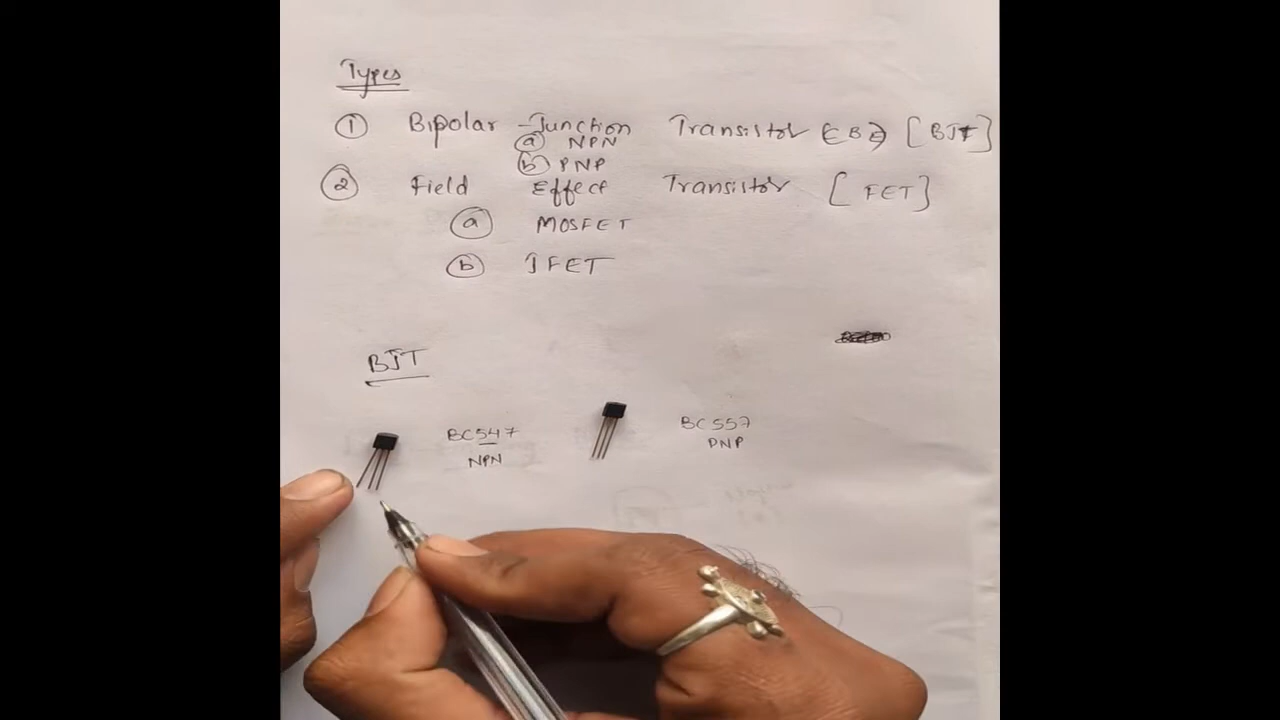 Types
① Bipolar Junction Transistor [BJT]
ⓐ NPN
ⓑ PNP
② Field Effect Transistor [FET]
ⓐ MOSFET
ⓑ JFET
BJT
BC547
NPN
BC557
PNP